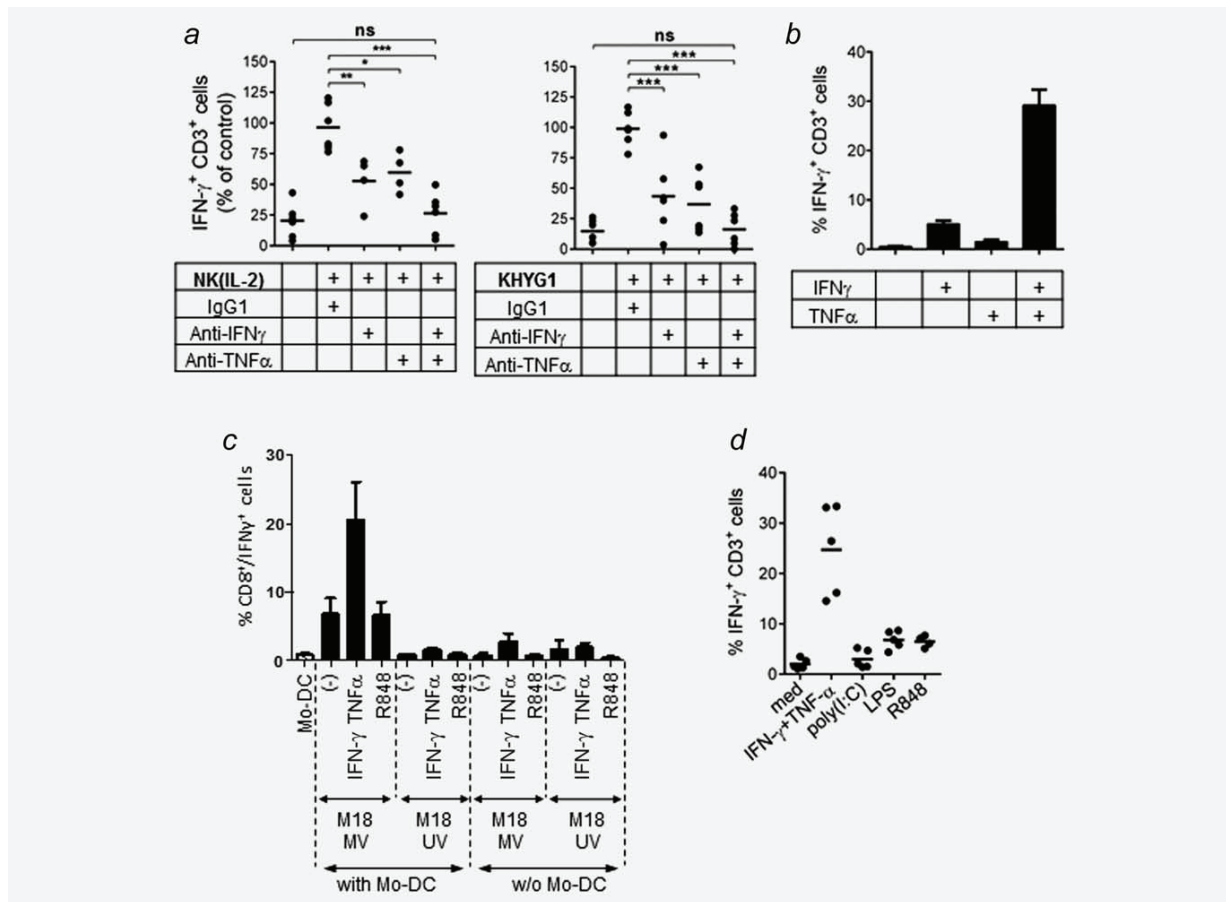 a
IFN-γ⁺ CD3⁺ cells
(% of control)
ns
***
*
**
150
125
100
75
50
25
0
NK(IL-2) + + + +
IgG1 +
Anti-IFNγ + +
Anti-TNFα + +
ns
***
***
***
150
125
100
75
50
25
0
KHYG1 + + + +
IgG1 +
Anti-IFNγ + +
Anti-TNFα + +
b
% IFN-γ⁺ CD3⁺ cells
40
30
20
10
0
IFNγ + +
TNFα + +
c
% CD8⁺/IFNγ⁺ cells
30
20
10
0
Mo-DC
(-)
IFN-γ TNFα
R848
(-)
IFN-γ TNFα
R848
(-)
IFN-γ TNFα
R848
(-)
IFN-γ TNFα
R848
M18 M18 M18 M18
MV UV MV UV
with Mo-DC w/o Mo-DC
d
% IFN-γ⁺ CD3⁺ cells
40
30
20
10
0
med
IFN-γ+TNF-α
poly(I:C)
LPS
R848